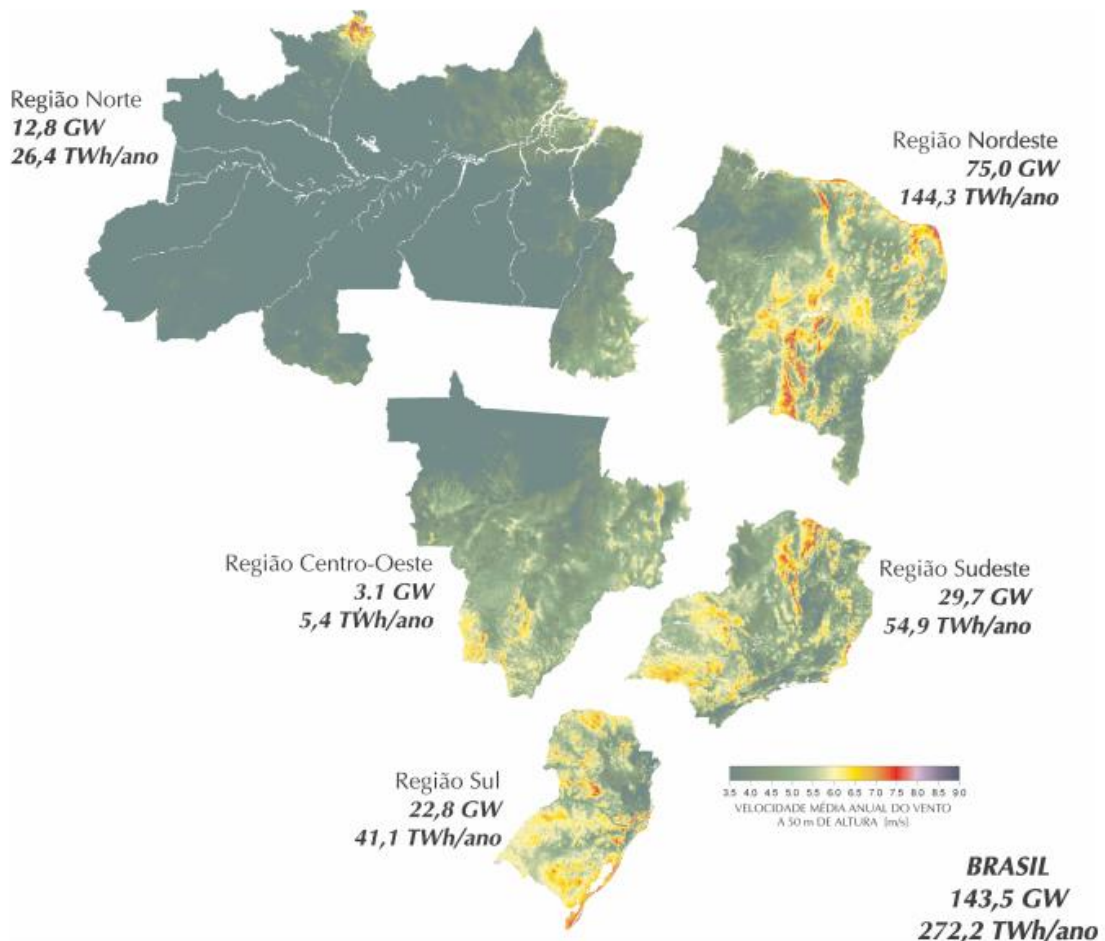 Região Norte
12,8 GW
26,4 TWh/ano
Região Nordeste
75,0 GW
144,3 TWh/ano
Região Centro-Oeste
3.1 GW
5,4 TWh/ano
Região Sudeste
29,7 GW
54,9 TWh/ano
Região Sul
22,8 GW
41,1 TWh/ano
3.5 4.0 4.5 5.0 5.5 6.0 6.5 7.0 7.5 8.0 8.5 9.0
VELOCIDADE MÉDIA ANUAL DO VENTO
A 50 m DE ALTURA [m/s]
BRASIL
143,5 GW
272,2 TWh/ano